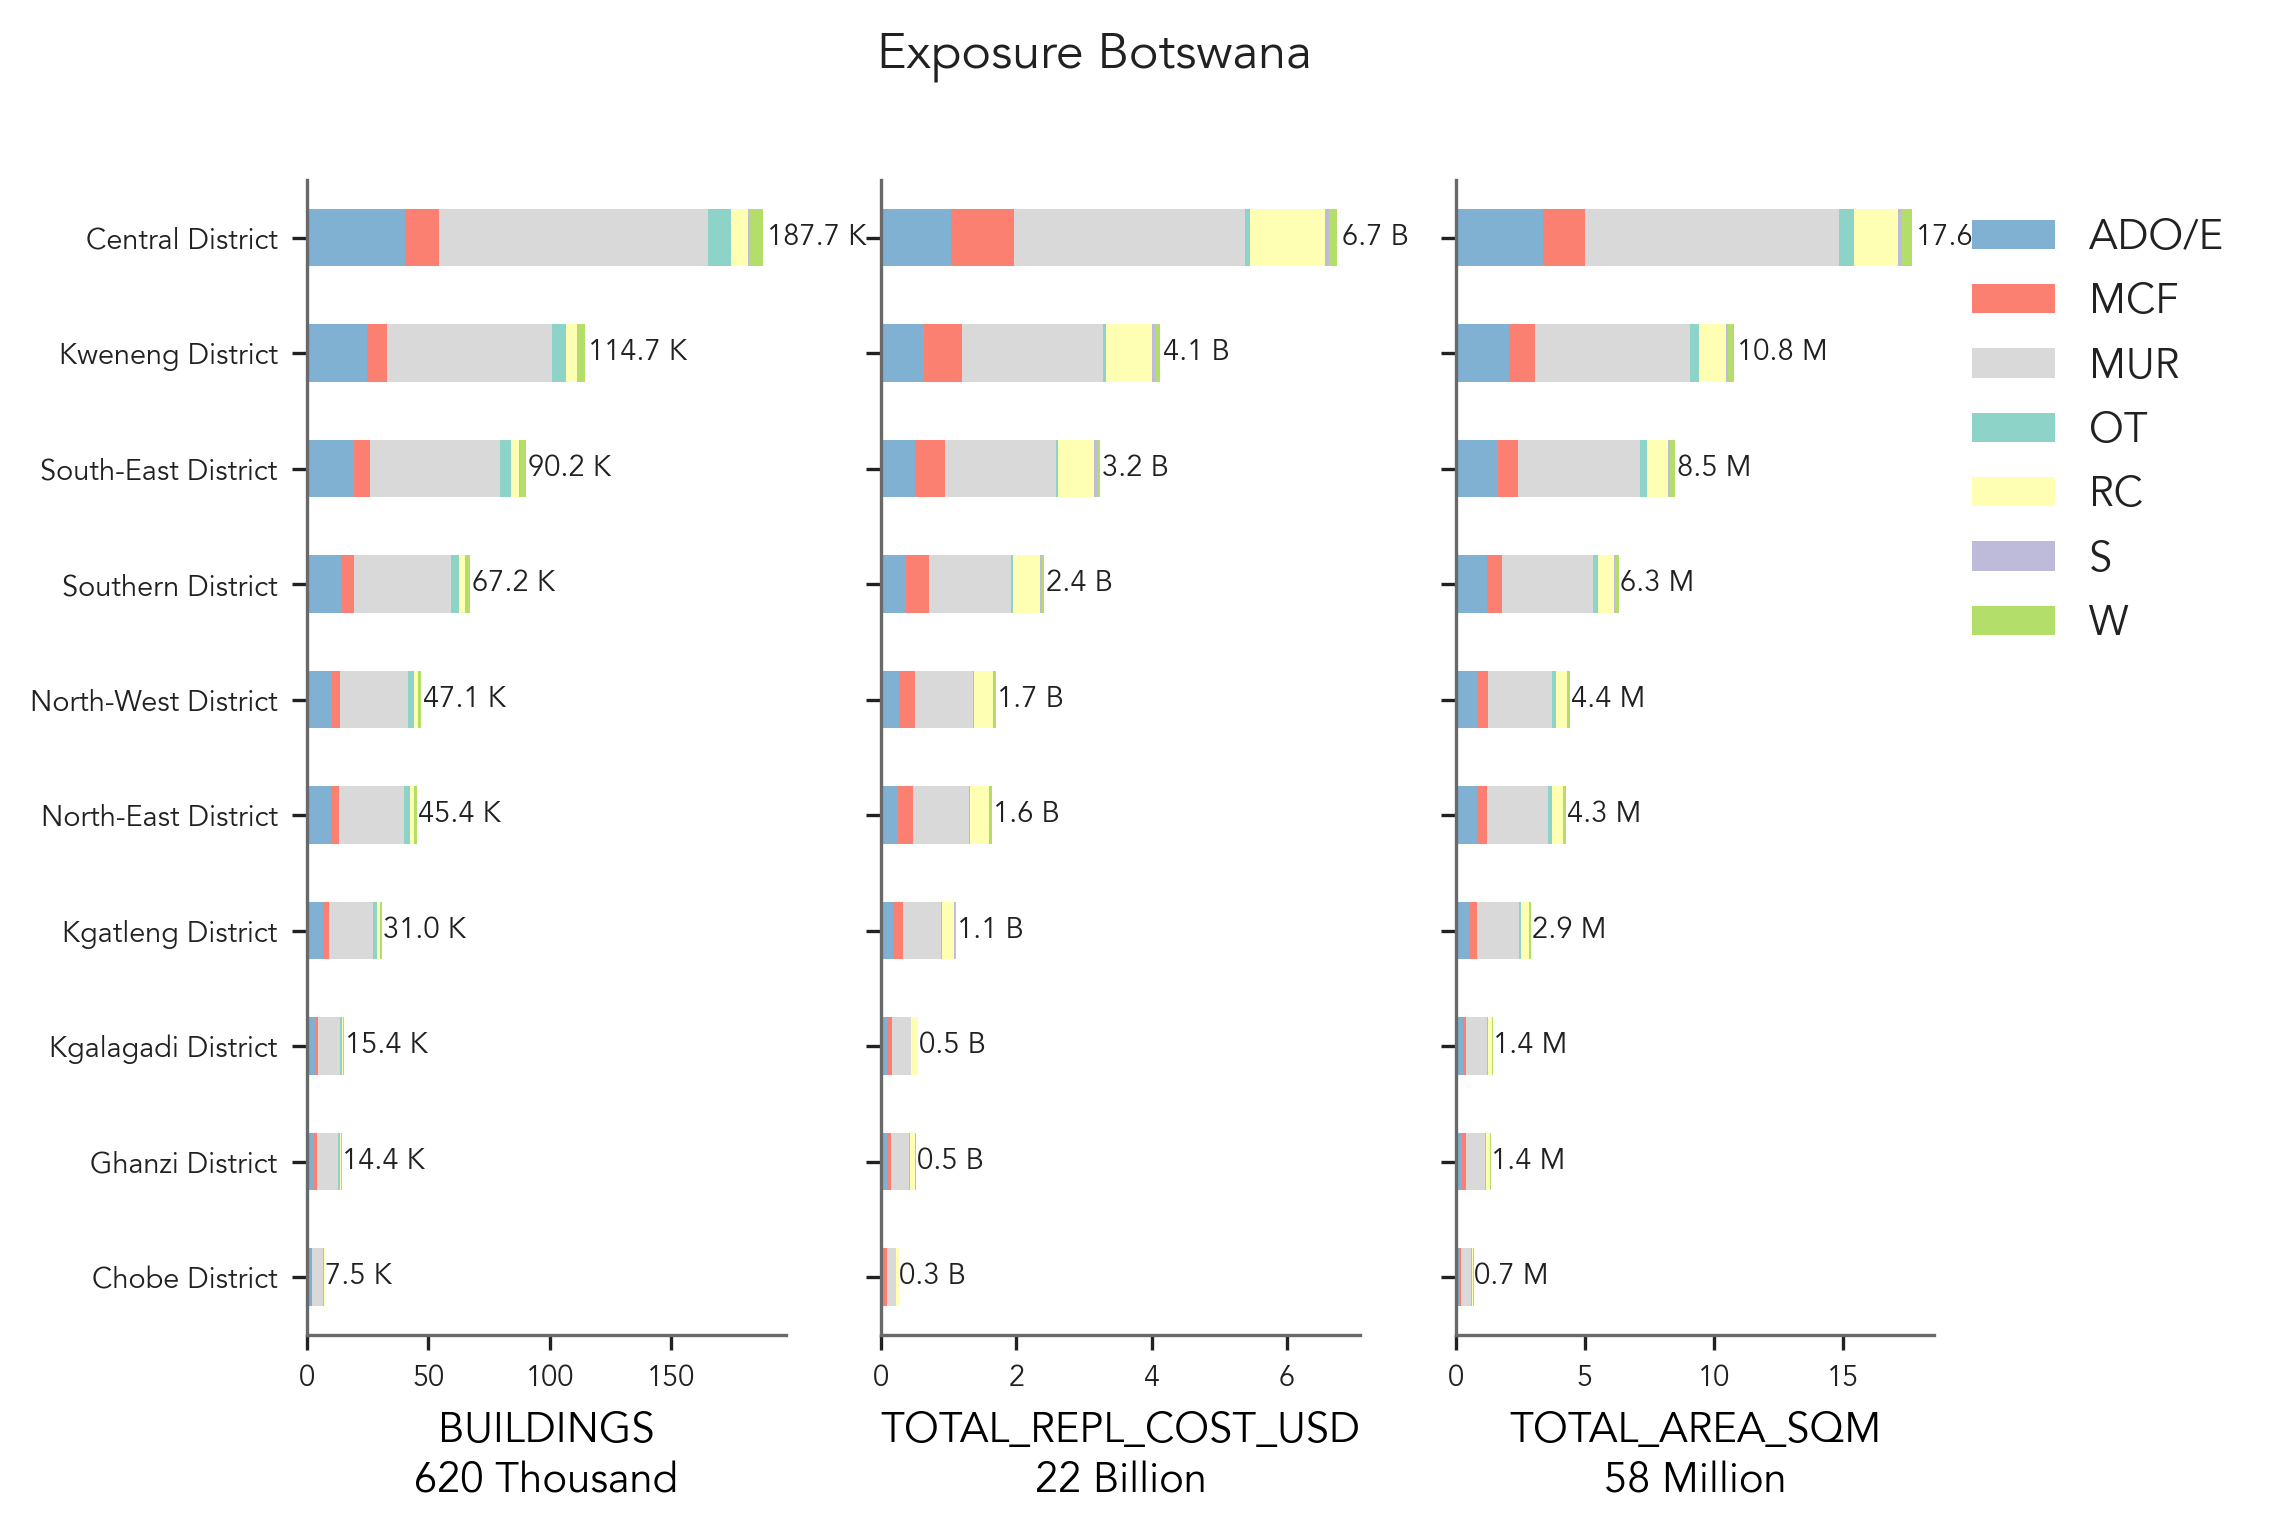 Exposure Botswana
Central District
Kweneng District
South-East District
Southern District
North-West District
North-East District
Kgatleng District
Kgalagadi District
Ghanzi District
Chobe District
187.7 K
114.7 K
90.2 K
67.2 K
47.1 K
45.4 K
31.0 K
15.4 K
14.4 K
7.5 K
0 50 100 150
BUILDINGS
620 Thousand
6.7 B
4.1 B
3.2 B
2.4 B
1.7 B
1.6 B
1.1 B
0.5 B
0.5 B
0.3 B
0 2 4 6
TOTAL_REPL_COST_USD
22 Billion
17.6
10.8 M
8.5 M
6.3 M
4.4 M
4.3 M
2.9 M
1.4 M
1.4 M
0.7 M
0 5 10 15
TOTAL_AREA_SQM
58 Million
ADO/E
MCF
MUR
OT
RC
S
W